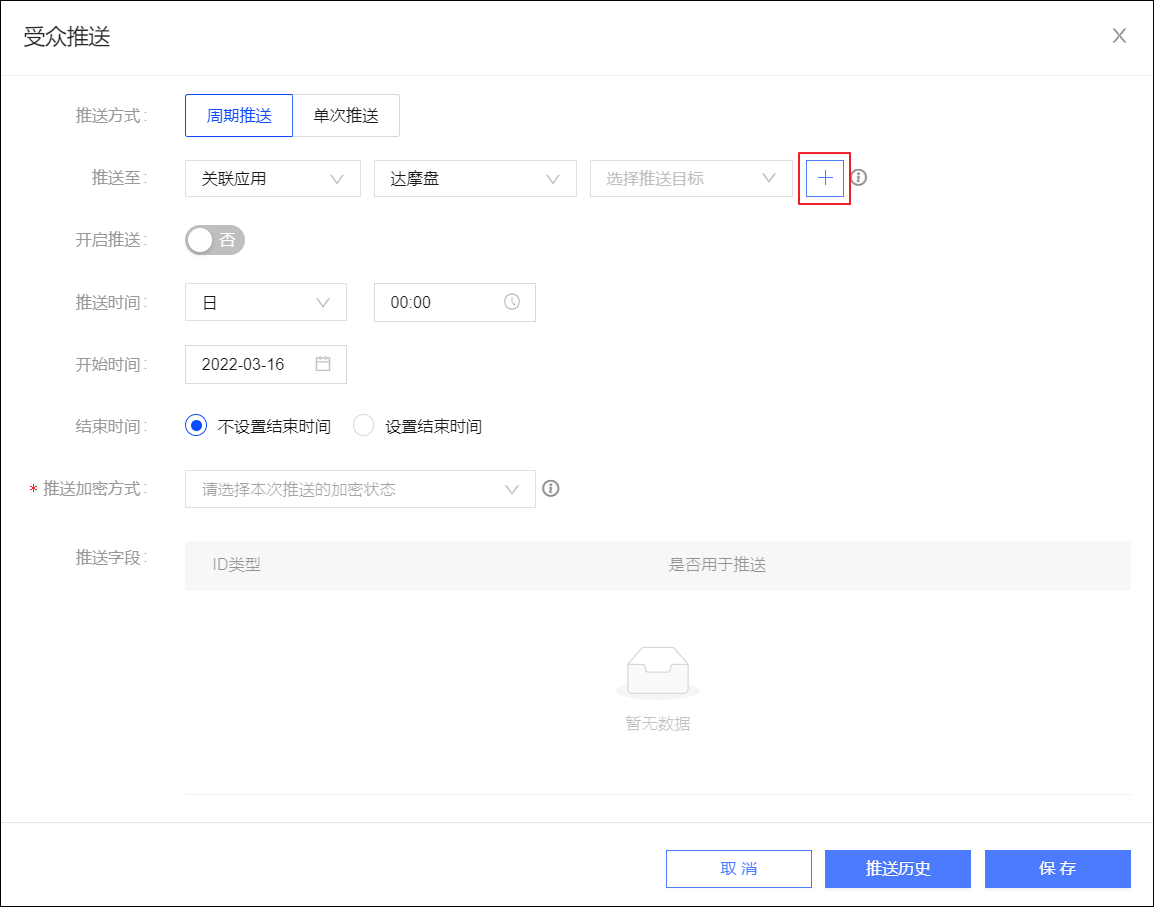 受众推送
推送方式:
周期推送 单次推送
推送至:
关联应用 达摩盘 选择推送目标
开启推送:
否
推送时间:
日 00:00
开始时间:
2022-03-16
结束时间:
不设置结束时间 设置结束时间
* 推送加密方式:
请选择本次推送的加密状态
推送字段:
ID类型 是否用于推送
暂无数据
取 消 推送历史 保 存